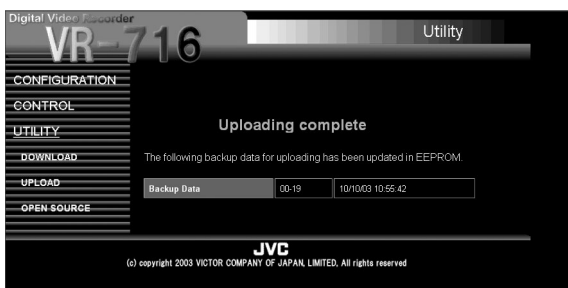 Digital Video Recorder
VR-716
Utility
CONFIGURATION
CONTROL
UTILITY
DOWNLOAD
UPLOAD
OPEN SOURCE
Uploading complete
The following backup data for uploading has been updated in EEPROM.
Backup Data 00-19 10/10/03 10:55:42
JVC
(c) copyright 2003 VICTOR COMPANY OF JAPAN, LIMITED, All rights reserved